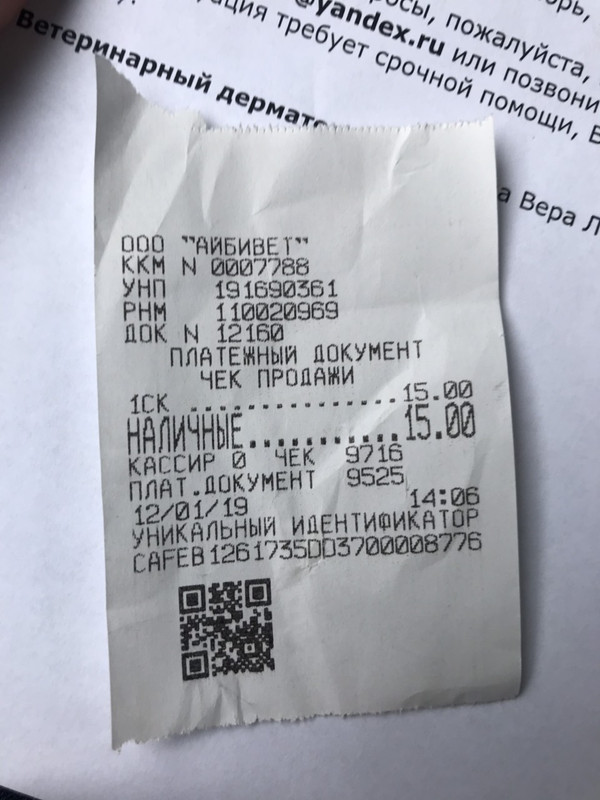 осы, пожалуйста,
@yandex.ru или позвони
ация требует срочной помощи, В
Ветеринарный дермато
а Вера Л
ООО "АЙБИВЕТ"
ККМ N 0007788
УНП 191690361
РНМ 110020969
ДОК N 12160
ПЛАТЕЖНЫЙ ДОКУМЕНТ
ЧЕК ПРОДАЖИ
1СК ..............15.00
НАЛИЧНЫЕ...........15.00
КАССИР 0 ЧЕК 9716
ПЛАТ.ДОКУМЕНТ 9525
12/01/19 14:06
УНИКАЛЬНЫЙ ИДЕНТИФИКАТОР
CAFEB1261735DD3700008776